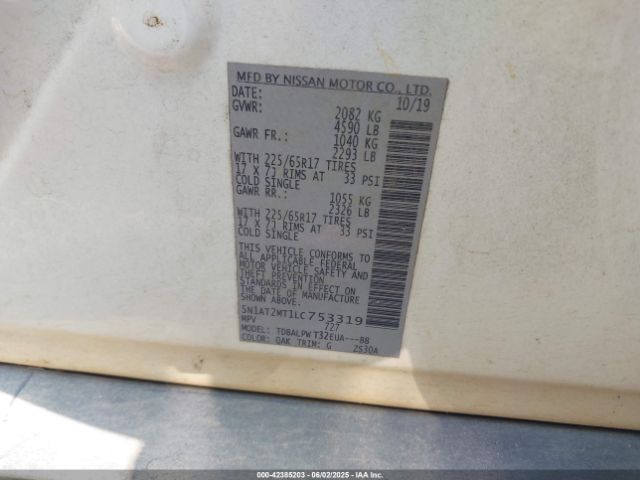 MFD BY NISSAN MOTOR CO., LTD.
DATE: 10/19
GVWR: 2082 KG
4590 LB
GAWR FR.: 1040 KG
2293 LB
WITH 225/65R17 TIRES
17 X 7J RIMS AT 33 PSI
COLD SINGLE
GAWR RR.: 1055 KG
2326 LB
WITH 225/65R17 TIRES
17 X 7J RIMS AT 33 PSI
COLD SINGLE
THIS VEHICLE CONFORMS TO
ALL APPLICABLE FEDERAL
MOTOR VEHICLE SAFETY AND
THEFT PREVENTION
STANDARDS IN EFFECT ON
THE DATE OF MANUFACTURE
SHOWN ABOVE.
5N1AT2MT1LC753319
MPV 727
MODEL: TDBALPWT32EUA---BB
COLOR: QAK TRIM: G ZS30A
000-42385203 - 06/02/2025 - IAA Inc.